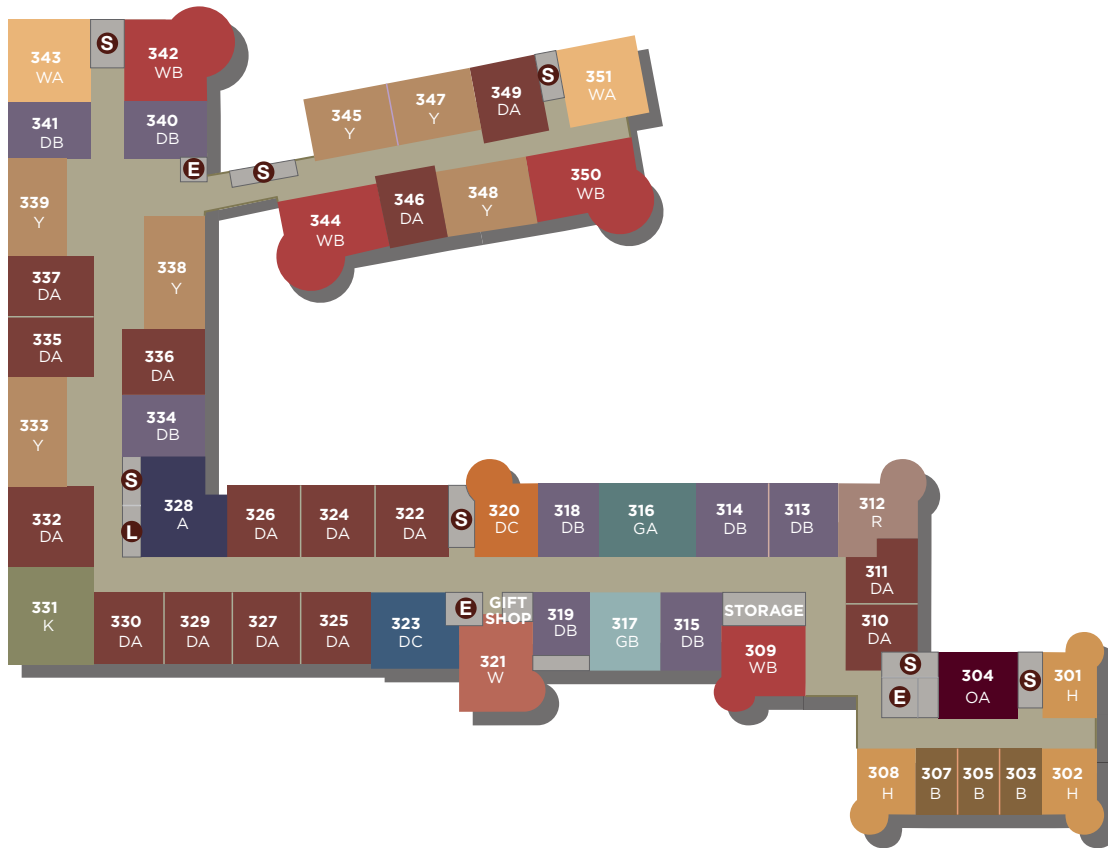 343
WA
S
342
WB
341
DB
340
DB
E
S
345
Y
347
Y
349
DA
S
351
WA
344
WB
346
DA
348
Y
350
WB
339
Y
338
Y
337
DA
335
DA
336
DA
333
Y
334
DB
S
L
328
A
332
DA
326
DA
324
DA
322
DA
S
320
DC
318
DB
316
GA
314
DB
313
DB
312
R
311
DA
310
DA
331
K
330
DA
329
DA
327
DA
325
DA
323
DC
E
GIFT
SHOP
321
W
319
DB
317
GB
315
DB
STORAGE
309
WB
S
E
304
OA
S
301
H
308
H
307
B
305
B
303
B
302
H